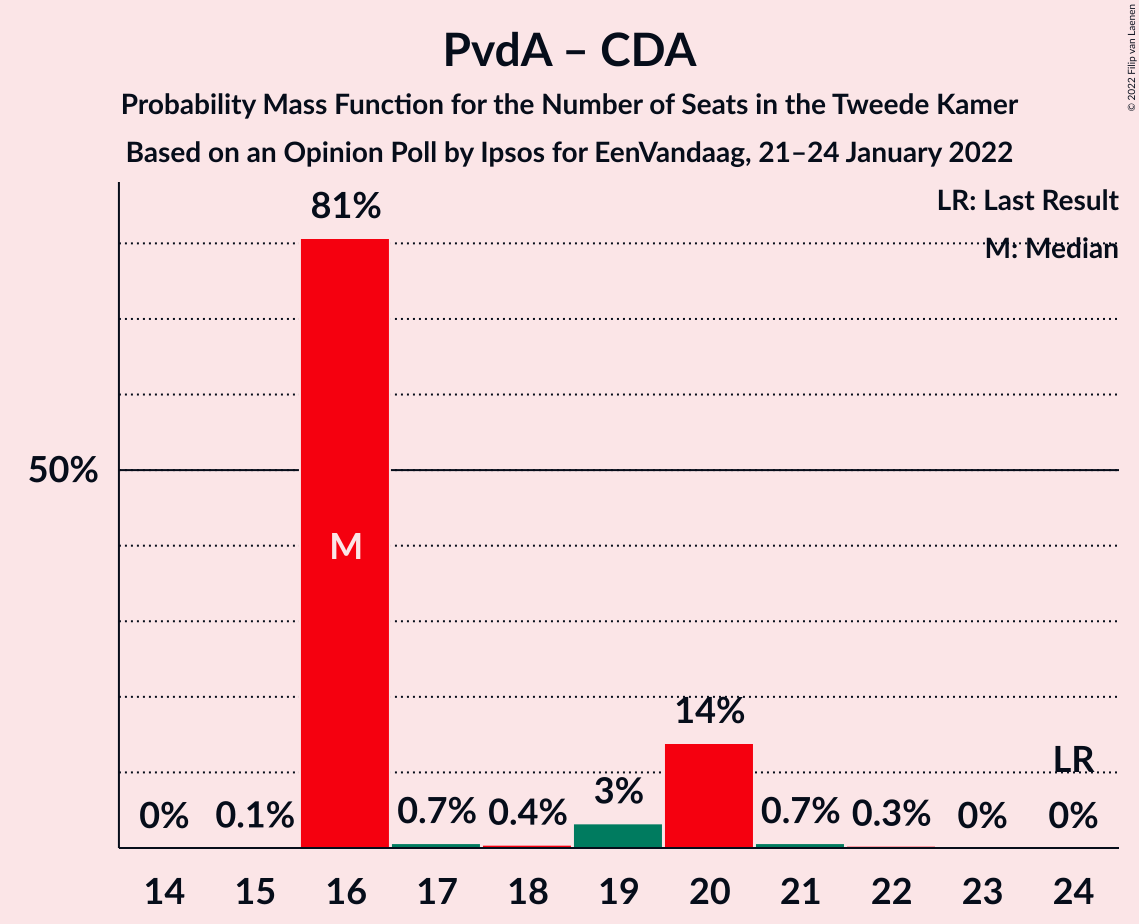 PvdA – CDA
Probability Mass Function for the Number of Seats in the Tweede Kamer
Based on an Opinion Poll by Ipsos for EenVandaag, 21–24 January 2022
© 2022 Filip van Laenen
LR: Last Result
M: Median
50%
0%
0.1%
81%
M
0.7%
0.4%
3%
14%
0.7%
0.3%
0%
LR
0%
14 15 16 17 18 19 20 21 22 23 24